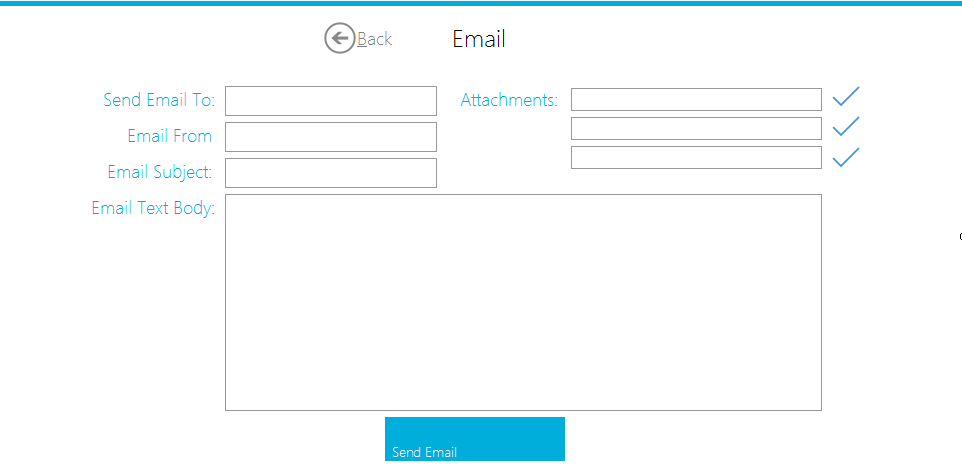 Back
Email
Send Email To:
Attachments:
Email From
Email Subject:
Email Text Body:
Send Email